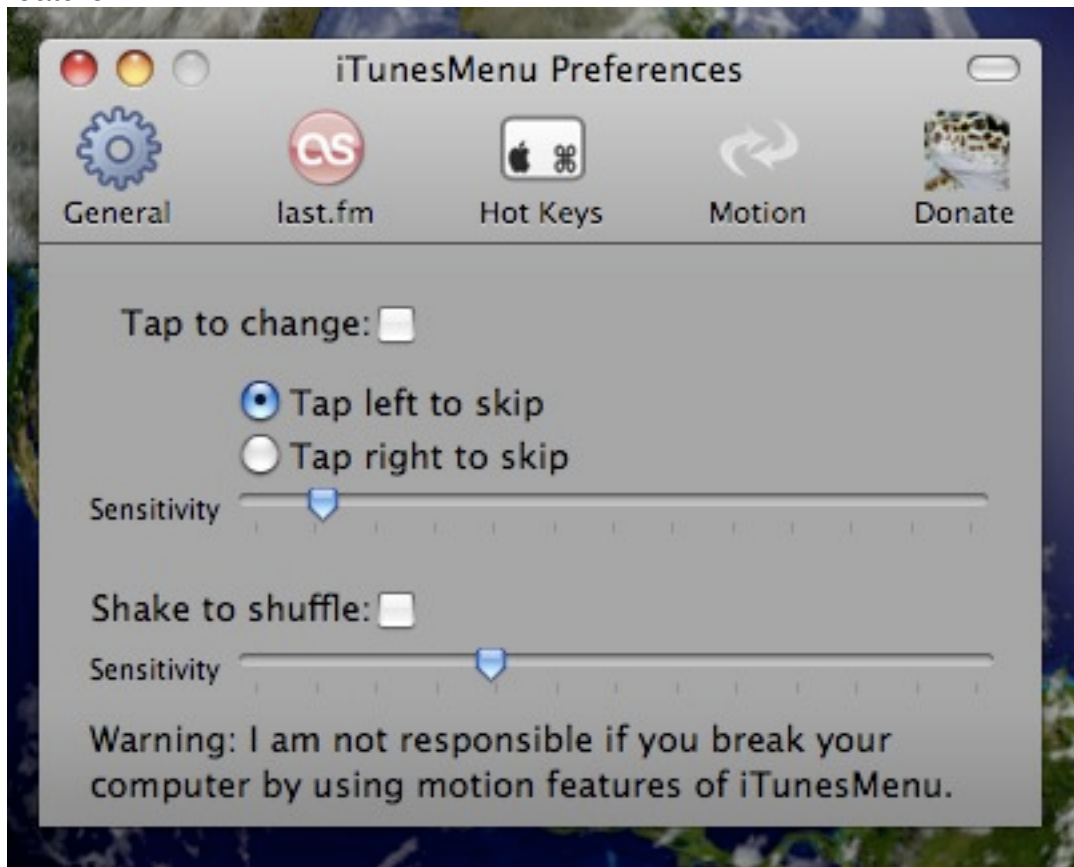 iTunesMenu Preferences
General last.fm Hot Keys Motion Donate
Tap to change:
Tap left to skip
Tap right to skip
Sensitivity
Shake to shuffle:
Sensitivity
Warning: I am not responsible if you break your
computer by using motion features of iTunesMenu.